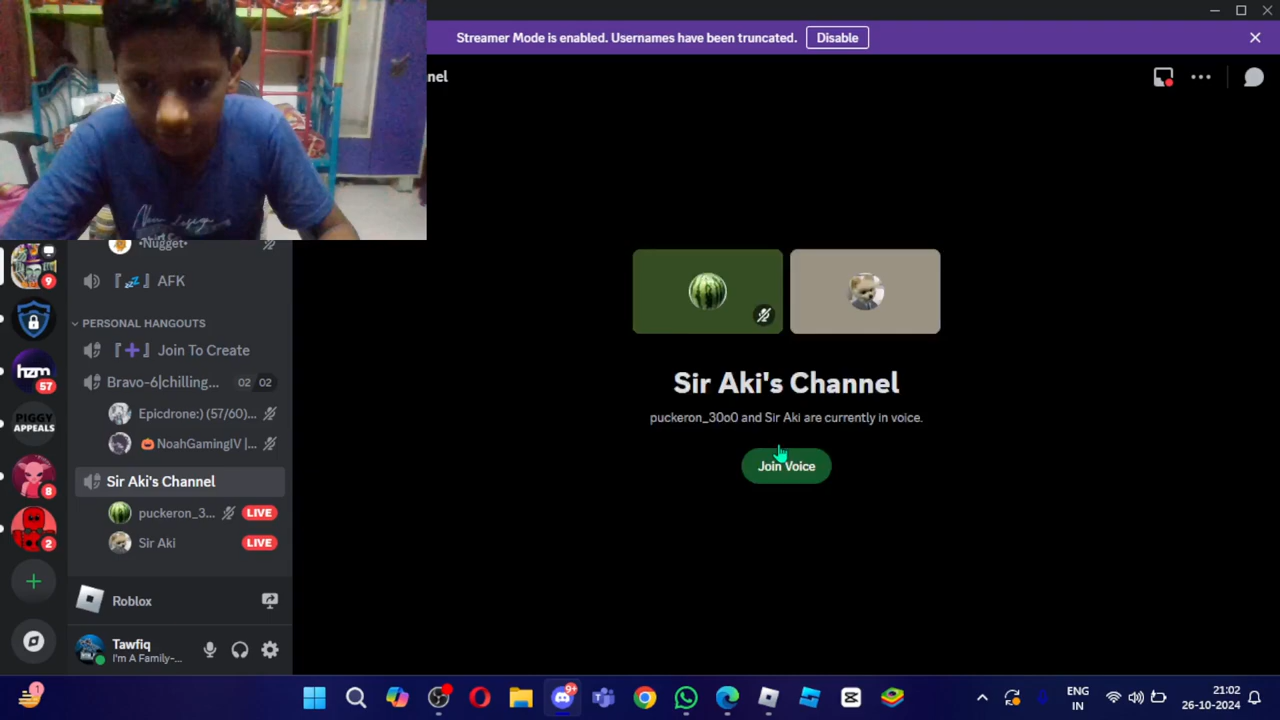 Streamer Mode is enabled. Usernames have been truncated. Disable
nel
•Nugget•
『💤』 AFK
PERSONAL HANGOUTS
『➕』 Join To Create
Bravo-6|chilling... 02 02
Epicdrone:) (57/60)...
🎃NoahGamingIV |...
Sir Aki's Channel
puckeron_3... LIVE
Sir Aki LIVE
Sir Aki's Channel
puckeron_30o0 and Sir Aki are currently in voice.
Join Voice
9
hzm
57
PIGGY
APPEALS
8
2
Roblox
Tawfiq
I'm A Family-...
1
9+
ENG
IN
21:02
26-10-2024